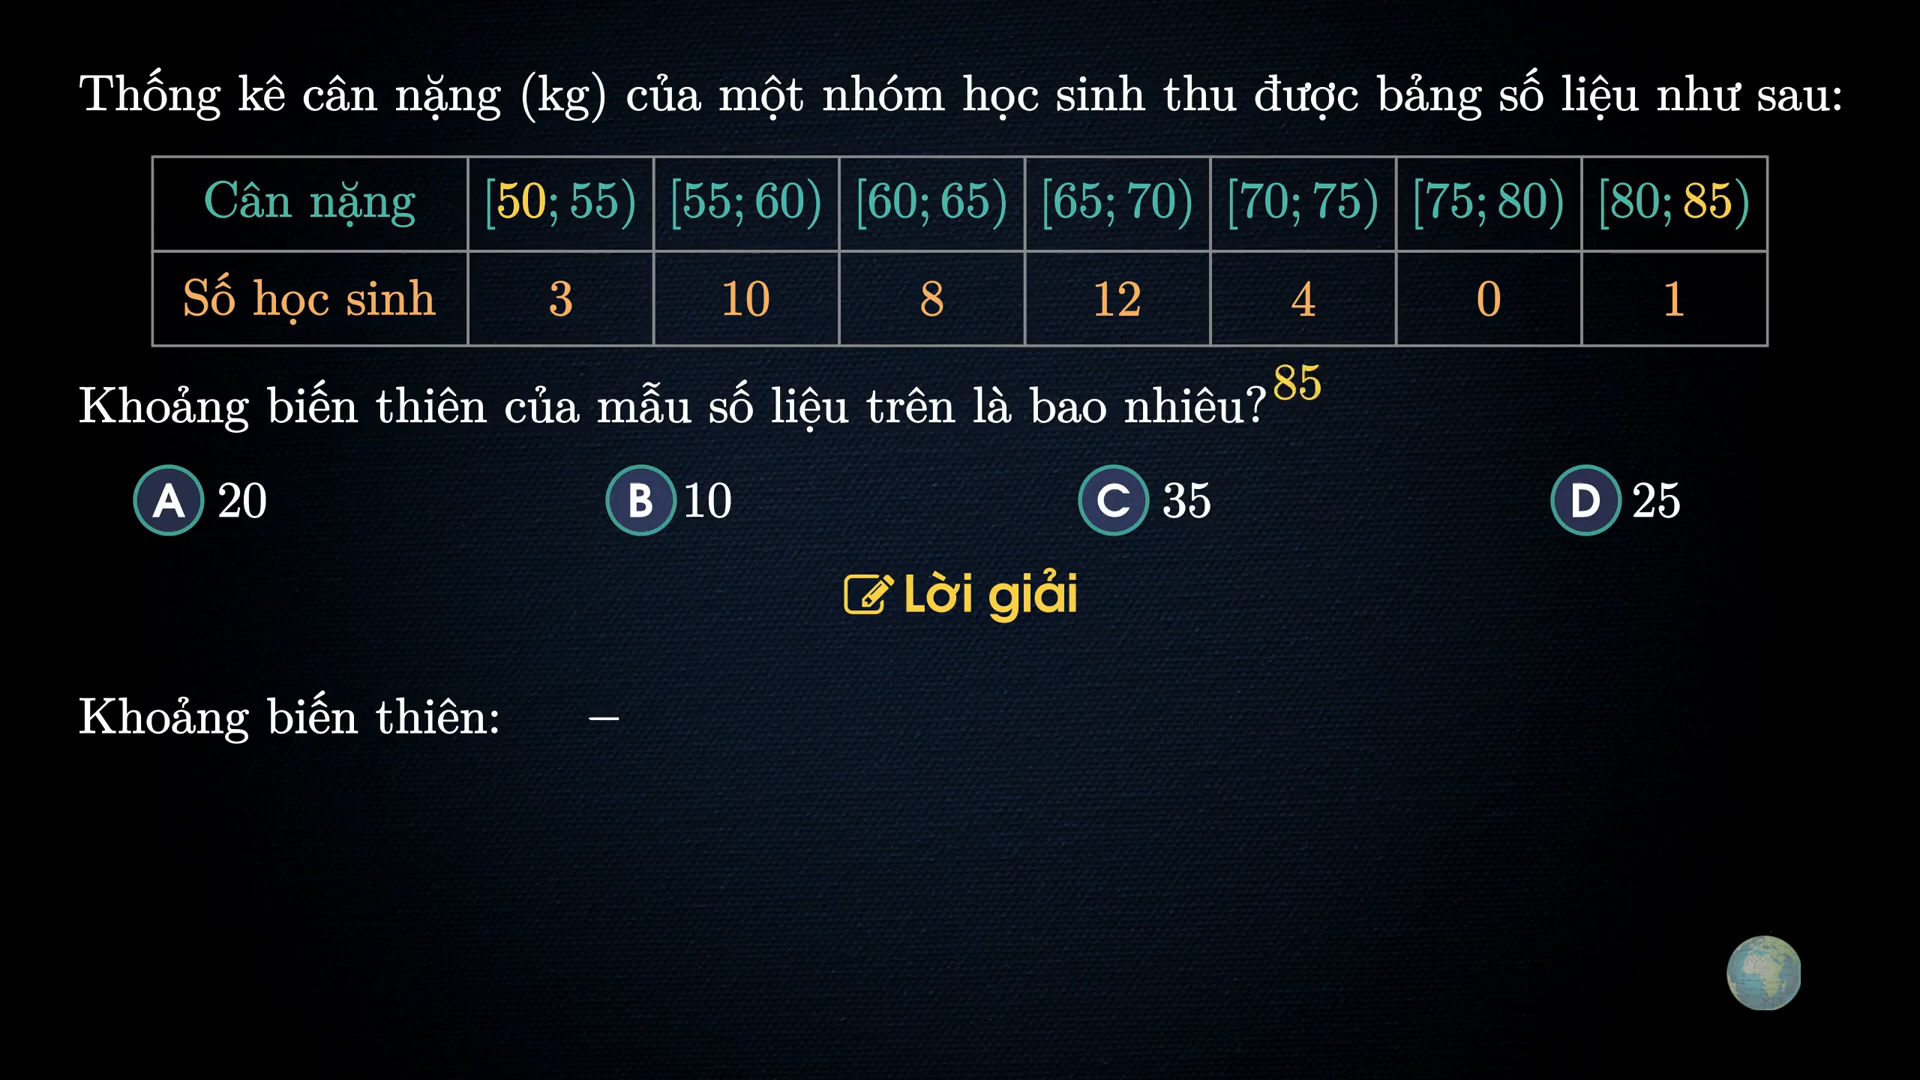 Thống kê cân nặng (kg) của một nhóm học sinh thu được bảng số liệu như sau:
Cân nặng [50; 55) [55; 60) [60; 65) [65; 70) [70; 75) [75; 80) [80; 85)
Số học sinh 3 10 8 12 4 0 1
Khoảng biến thiên của mẫu số liệu trên là bao nhiêu? 85
A 20 B 10 C 35 D 25
Lời giải
Khoảng biến thiên: −